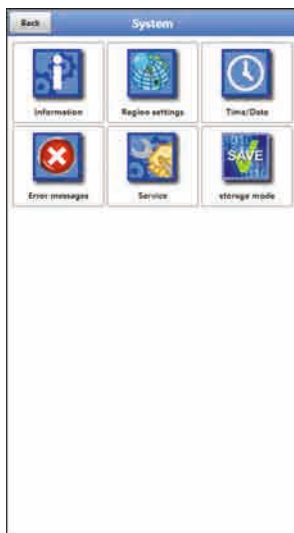 Back System
Information Region settings Time/Date
SAVE
Error messages Service storage mode